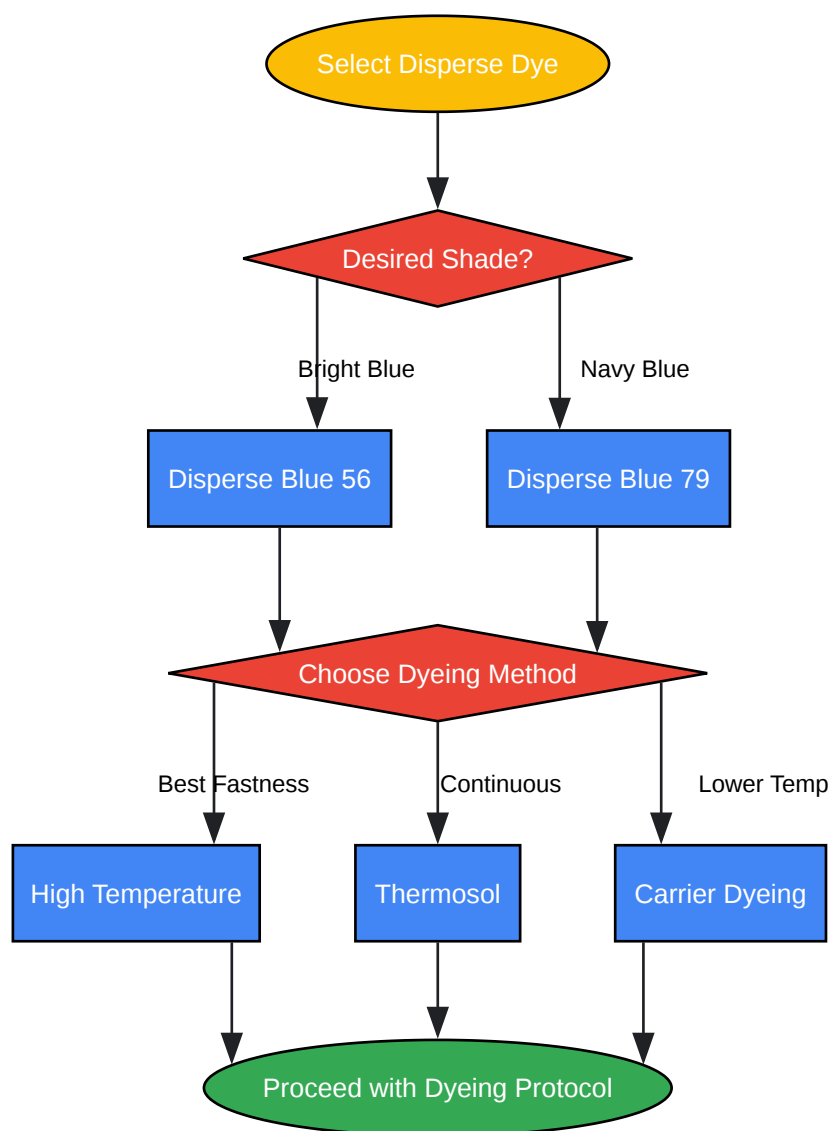 Select Disperse Dye
Desired Shade?
Bright Blue
Navy Blue
Disperse Blue 56
Disperse Blue 79
Choose Dyeing Method
Best Fastness
Continuous
Lower Temp
High Temperature
Thermosol
Carrier Dyeing
Proceed with Dyeing Protocol